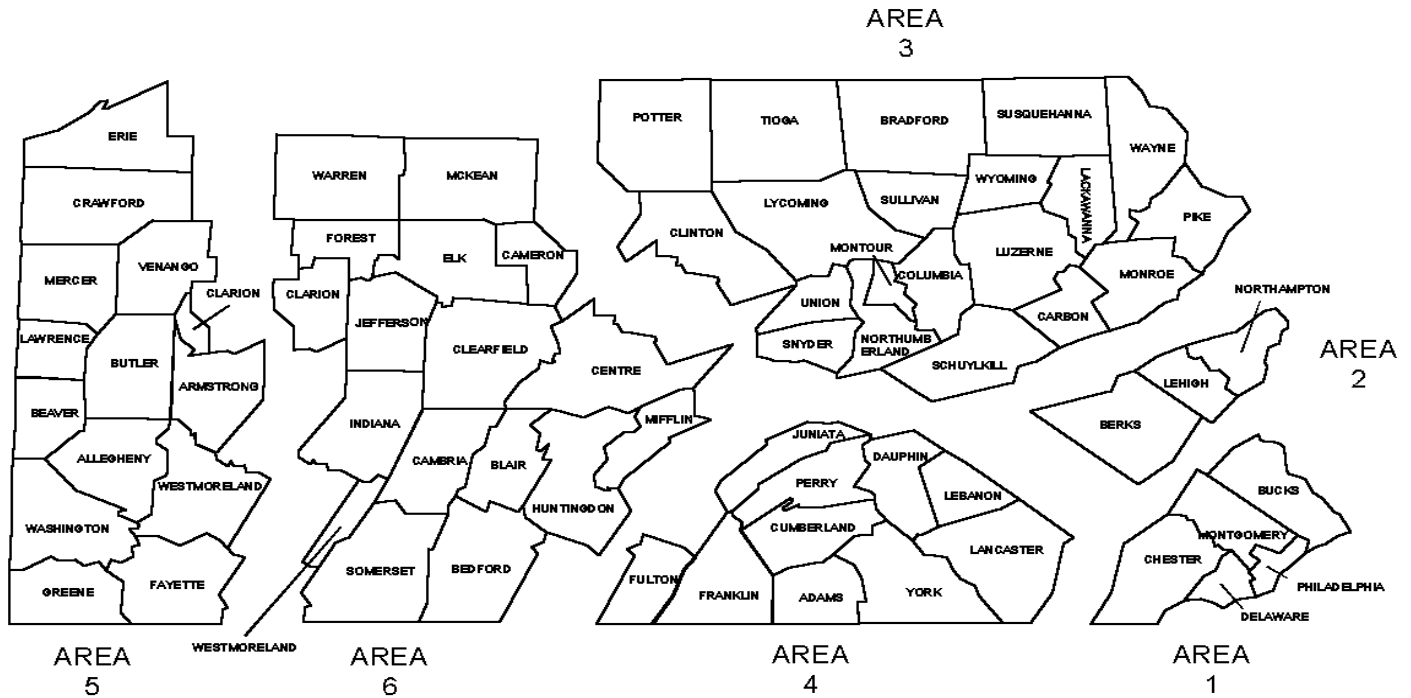 AREA
3
ERIE
CRAWFORD
MERCER
VENANGO
CLARION
LAWRENCE
BUTLER
ARMSTRONG
BEAVER
ALLEGHENY
WESTMORELAND
WASHINGTON
GREENE
FAYETTE
AREA
5
WARREN
MCKEAN
FOREST
ELK
CAMERON
CLARION
JEFFERSON
CLEARFIELD
CENTRE
INDIANA
CAMBRIA
BLAIR
MIFFLIN
HUNTINGDON
SOMERSET
BEDFORD
WESTMORELAND
AREA
6
POTTER
TIOGA
BRADFORD
SUSQUEHANNA
WAYNE
WYOMING
LACKAWANNA
SULLIVAN
LYCOMING
CLINTON
PIKE
MONTOUR
COLUMBIA
LUZERNE
MONROE
UNION
CARBON
SNYDER
NORTHUMB
ERLAND
SCHUYLKILL
NORTHAMPTON
AREA
2
LEHIGH
BERKS
JUNIATA
DAUPHIN
PERRY
LEBANON
CUMBERLAND
LANCASTER
FULTON
FRANKLIN
ADAMS
YORK
AREA
4
BUCKS
MONTGOMERY
CHESTER
PHILADELPHIA
DELAWARE
AREA
1